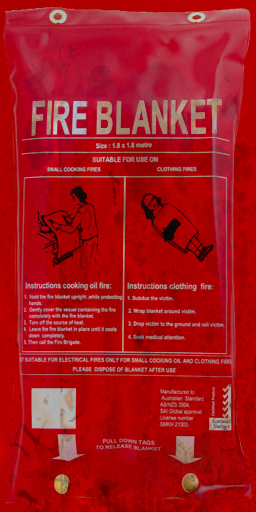 FIRE BLANKET
Size : 1.8 x 1.8 metre
SUITABLE FOR USE ON
SMALL COOKING FIRES
CLOTHING FIRES
Instructions cooking oil fire:
1. Hold the fire blanket upright ,while protecting
hands.
2. Gently cover the vessel containing the fire
completely with the fire blanket.
3. Turn off the source of heat.
4. Leave the fire blanket in place until it cools
down completely.
5. Then call the Fire Brigade.
Instructions clothing fire:
1. Subdue the victim.
2. Wrap blanket around victim.
3. Drop victim to the ground and roll victim.
4. Seek medical attention.
SUITABLE FOR ELECTRICAL FIRES ONLY FOR SMALL COOKING OIL AND CLOTHING FIRES
PLEASE DISPOSE OF BLANKET AFTER USE
Manufactured to
Australian Standard
AS/NZS 3504.
SAI Global approval
License number
SMKH 21303.
Certified Product
Australian
Standard
PULL DOWN TAGS
TO RELEASE BLANKET